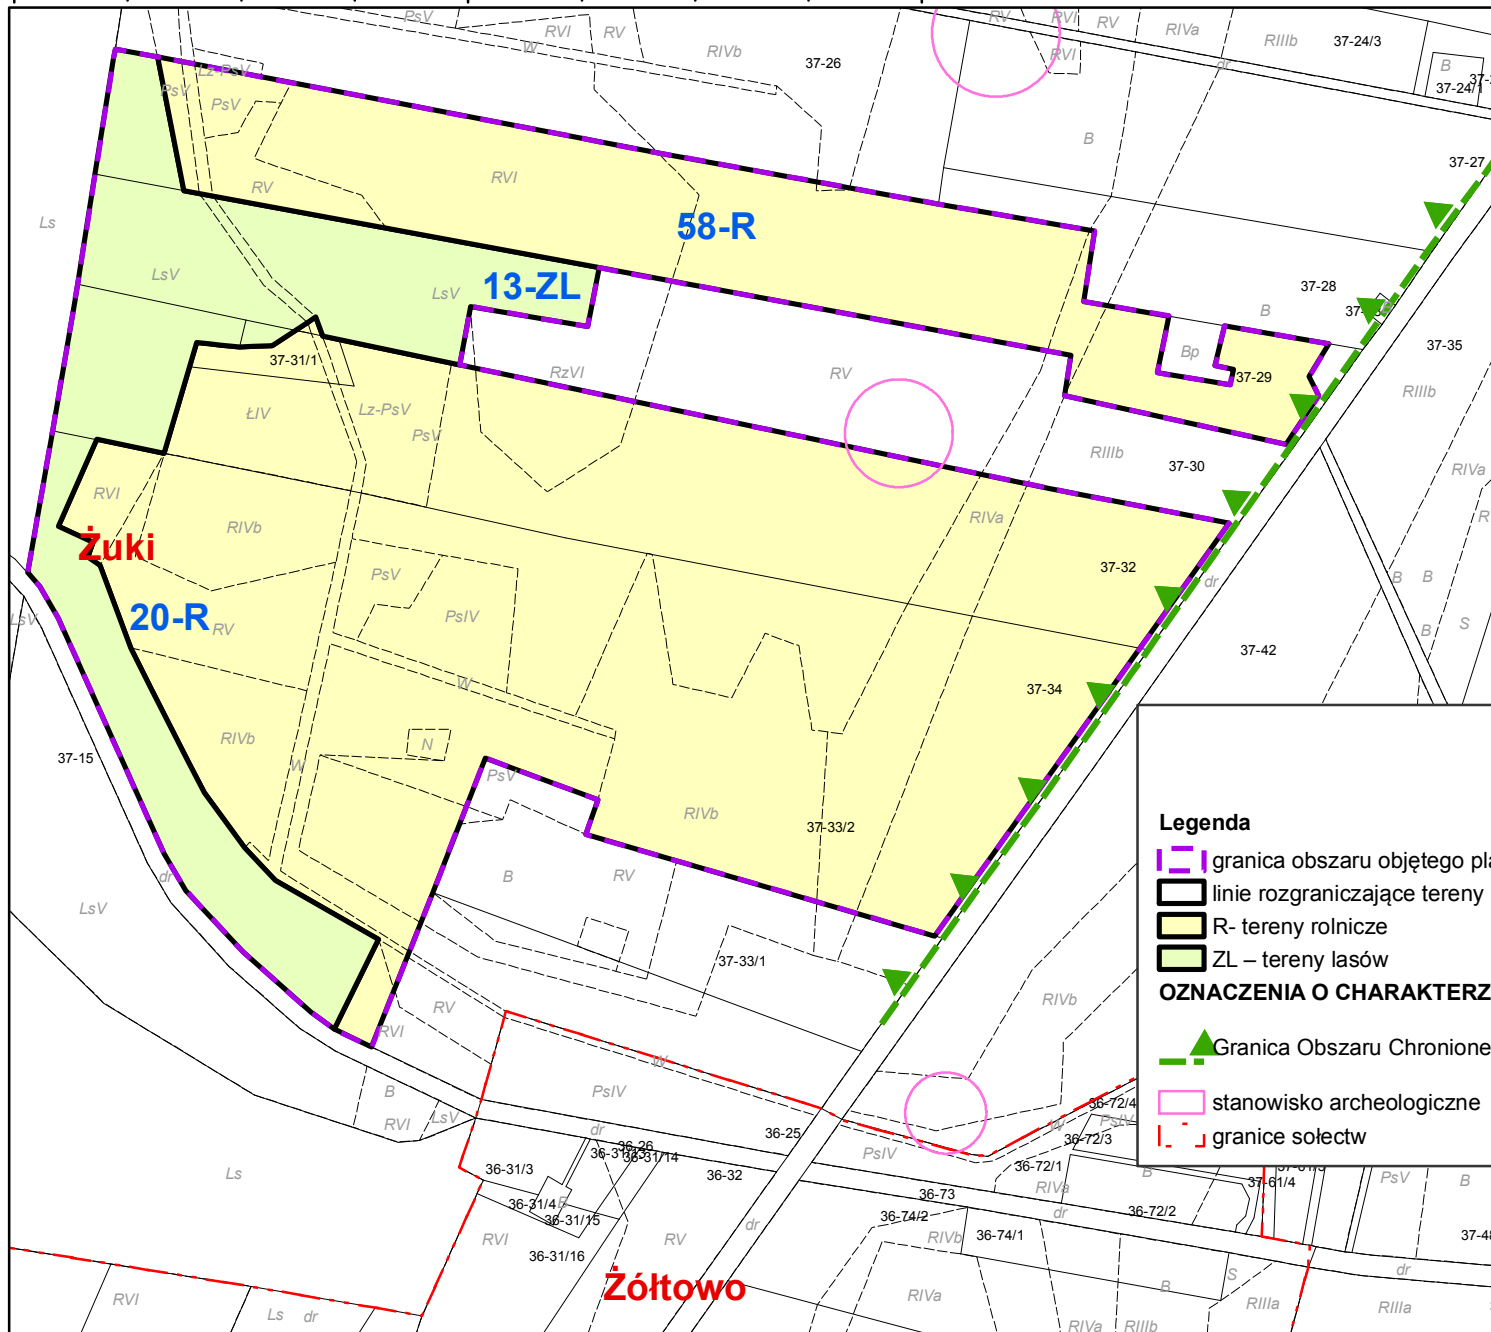 PsV
RVI
RV
W
RIVb
37-26
RV
RVI
RV
RIVa
RIIIb
37-24/3
RVI
dr
B
37-24/1
Lz-PsV
PsV
PsV
B
37-27
RV
RVI
58-R
Ls
LsV
LsV
13-ZL
37-28
B
37-35
Bp
37-31/1
RzVI
RV
37-29
RIIIb
ŁIV
Lz-PsV
PsV
RIIIb
37-30
RIVa
RVI
RIVb
RIVa
Żuki
PsV
37-32
dr
B
B
LsV
20-R
RV
PsIV
B
S
37-42
W
37-34
RIVb
N
37-15
W
PsV
RIVb
37-33/2
Legenda
granica obszaru objętego pl
linie rozgraniczające tereny
R- tereny rolnicze
ZL – tereny lasów
OZNACZENIA O CHARAKTERZ
Granica Obszaru Chronione
stanowisko archeologiczne
granice sołectw
dr
B
RV
LsV
37-33/1
RV
RIVb
RVI
W
B
PsIV
RVI
LsV
36-72/4
PsIV
W
dr
36-26
36-25
36-72/3
36-31/13
36-31/14
PsIV
36-31/3
36-32
36-72/1
B
Ls
RIVa
37-61/4
PsV
B
36-73
36-31/4
B
36-31/15
36-74/2
dr
36-72/2
dr
RVI
RV
RIVb
36-74/1
37-48
36-31/16
S
dr
Żółtowo
B
RVI
Ls
dr
RIVa
RIIIa
RIIIa
RIVa
RIIIb